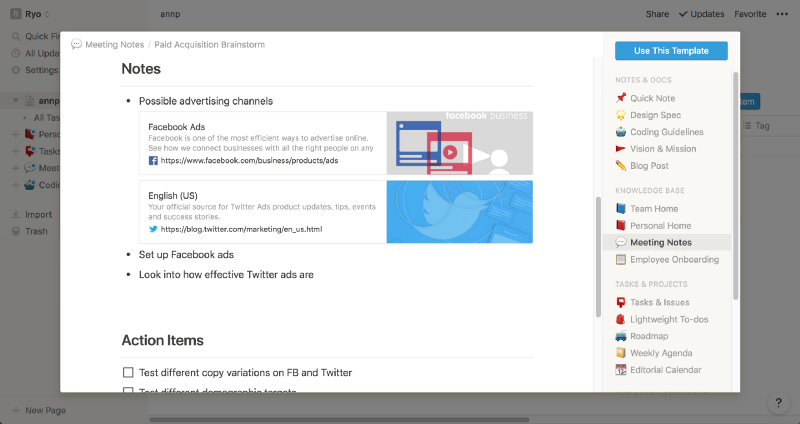 R Ryo
annp
Share
Updates
Favorite
Quick Fin
All Upda
Settings
annp
All Tas
Perso
Tasks
Meet
Codin
Import
Trash
New Page
Tag
Meeting Notes / Paid Acquisition Brainstorm
Notes
Possible advertising channels
Facebook Ads
Facebook is one of the most efficient ways to advertise online.
See how we connect businesses with all the right people on any
https://www.facebook.com/business/products/ads
facebook business
English (US)
Your official source for Twitter Ads product updates, tips, events
and success stories.
https://blog.twitter.com/marketing/en_us.html
Set up Facebook ads
Look into how effective Twitter ads are
Action Items
Test different copy variations on FB and Twitter
Test different demographic targets
Use This Template
NOTES & DOCS
Quick Note
Design Spec
Coding Guidelines
Vision & Mission
Blog Post
KNOWLEDGE BASE
Team Home
Personal Home
Meeting Notes
Employee Onboarding
TASKS & PROJECTS
Tasks & Issues
Lightweight To-dos
Roadmap
Weekly Agenda
Editorial Calendar
?